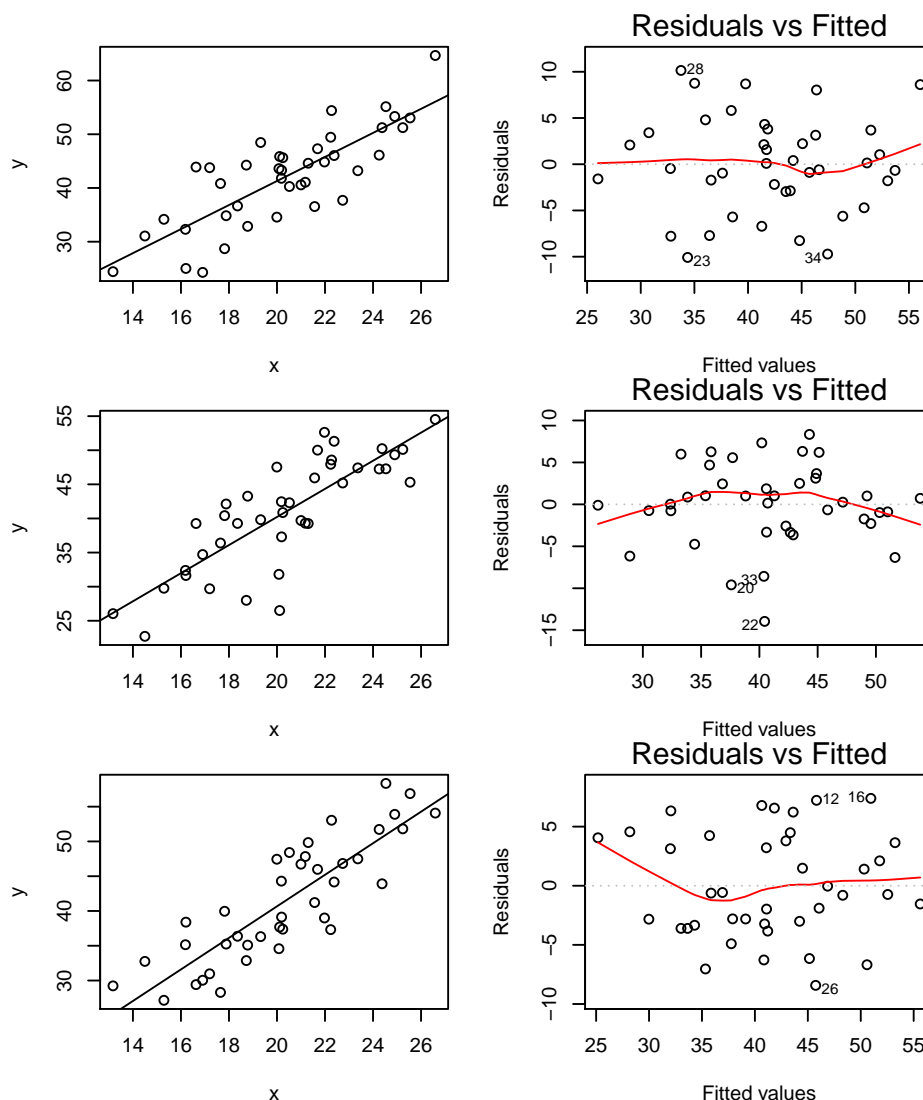 Residuals vs Fitted
y
30 40 50 60
14 16 18 20 22 24 26
x
Residuals
−10 −5 0 5 10
28
23
34
25 30 35 40 45 50 55
Fitted values
Residuals vs Fitted
y
25 35 45 55
14 16 18 20 22 24 26
x
Residuals
−15 −5 0 5 10
33
20
22
30 35 40 45 50
Fitted values
Residuals vs Fitted
y
30 40 50
14 16 18 20 22 24 26
x
Residuals
−10 −5 0 5
12
16
26
25 30 35 40 45 50 55
Fitted values